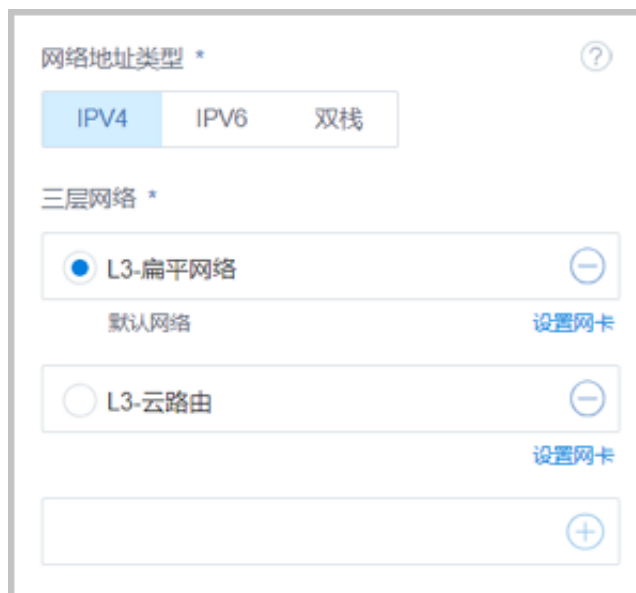 网络地址类型 * ?
IPV4 IPV6 双栈
三层网络 *
L3-扁平网络
默认网络 设置网卡
L3-云路由
设置网卡